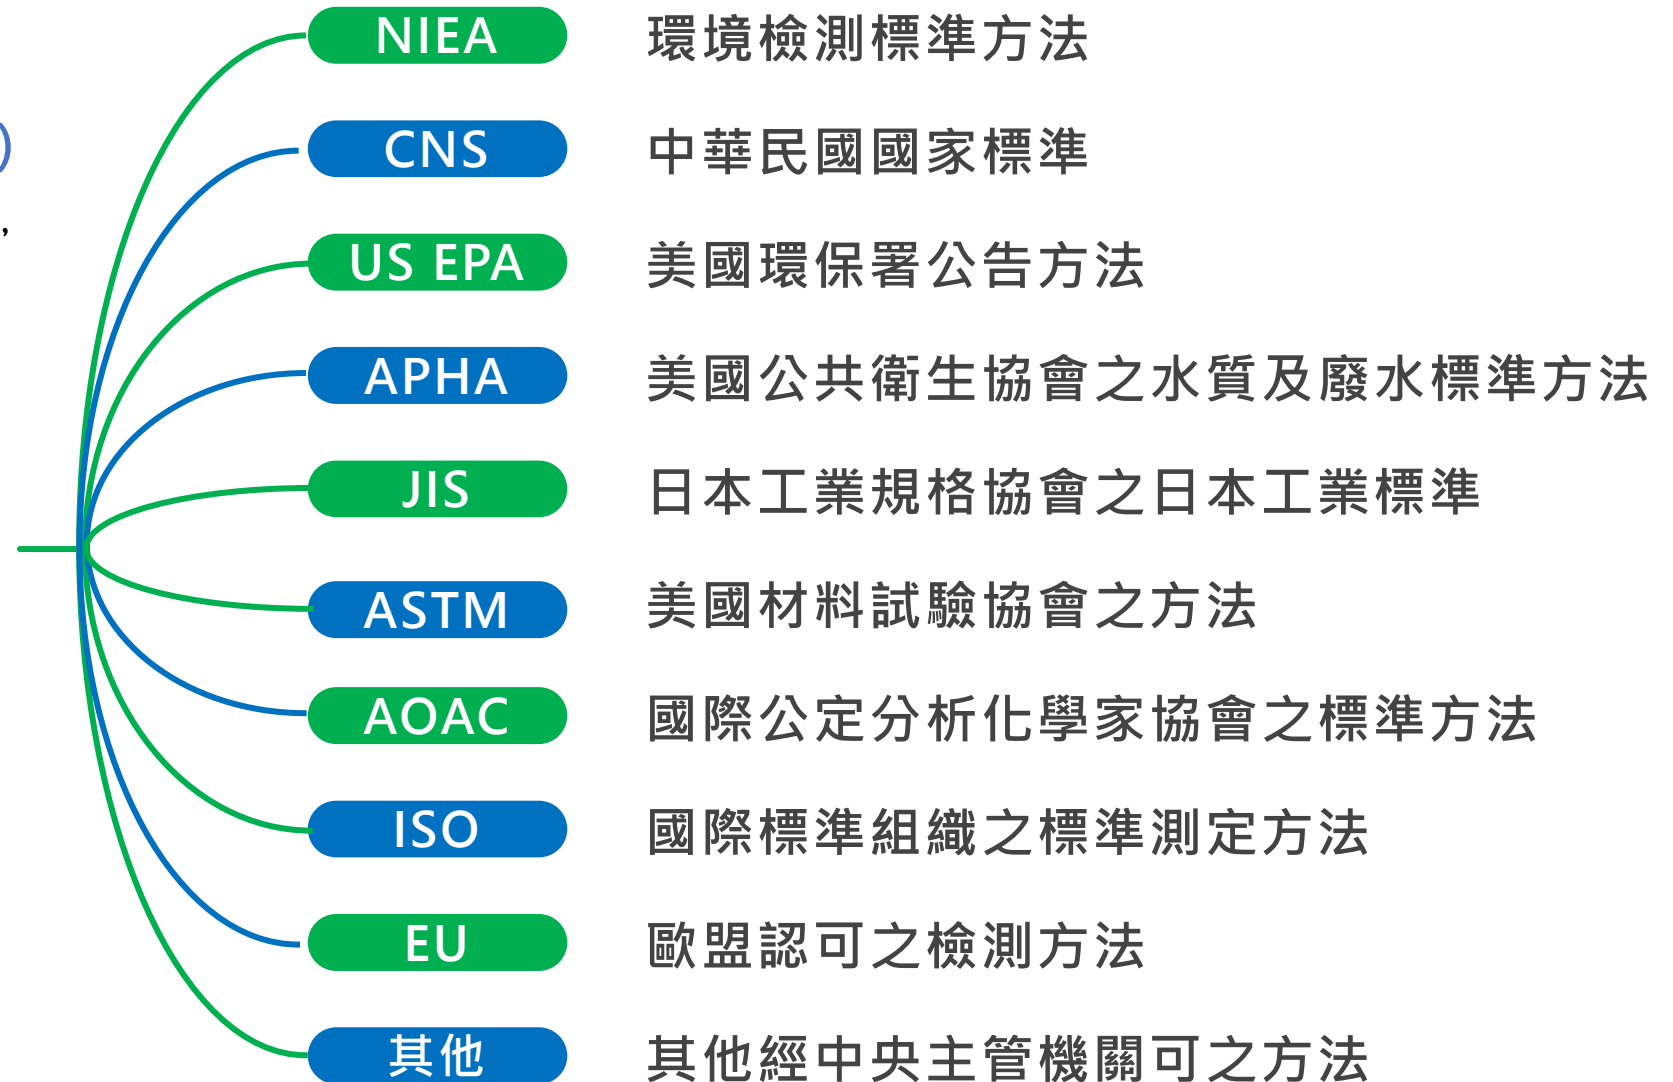 NIEA 環境檢測標準方法
CNS 中華民國國家標準
US EPA 美國環保署公告方法
APHA 美國公共衛生協會之水質及廢水標準方法
JIS 日本工業規格協會之日本工業標準
ASTM 美國材料試驗協會之方法
AOAC 國際公定分析化學家協會之標準方法
ISO 國際標準組織之標準測定方法
EU 歐盟認可之檢測方法
其他 其他經中央主管機關可之方法